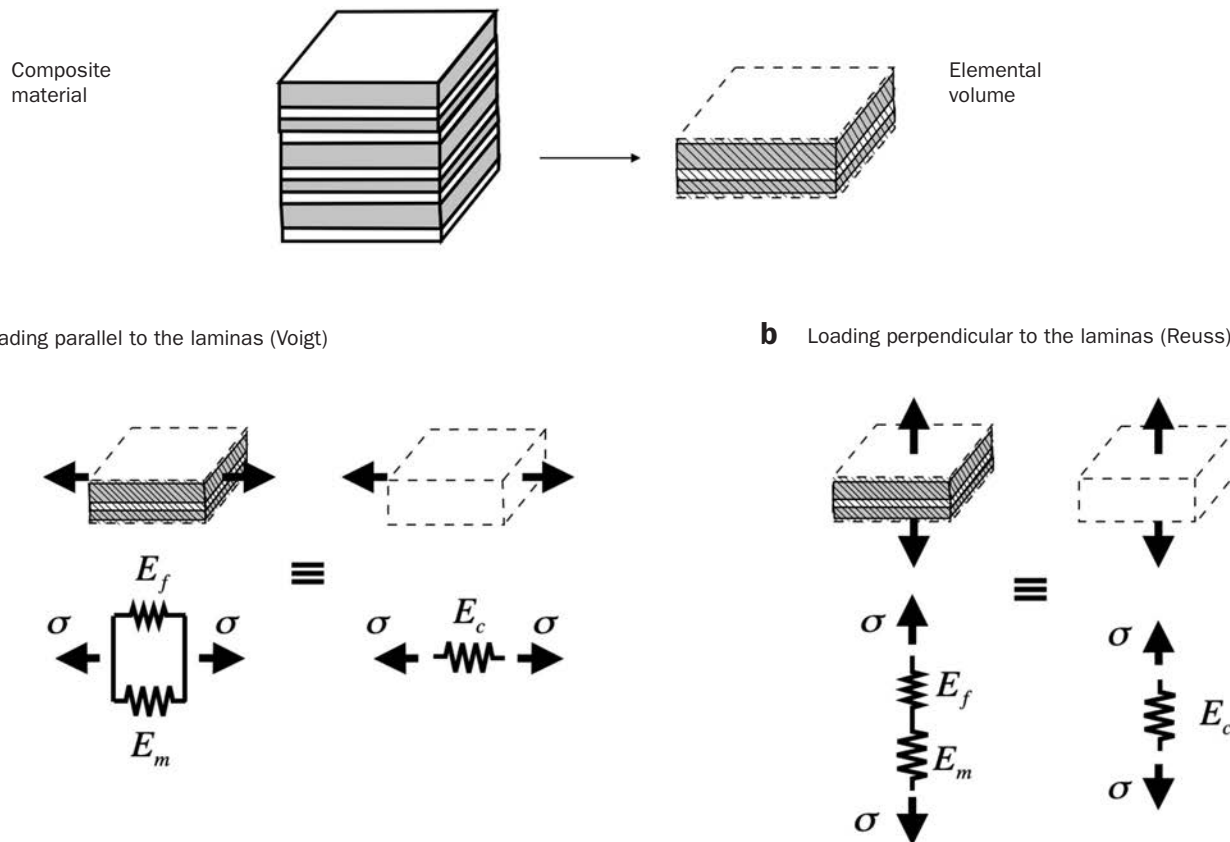 Composite
material
Elemental
volume
ading parallel to the laminas (Voigt)
b Loading perpendicular to the laminas (Reuss)
E_f
≡
σ σ
E_m
σ E_c σ
σ
E_f
E_m
σ
≡
σ
E_c
σ